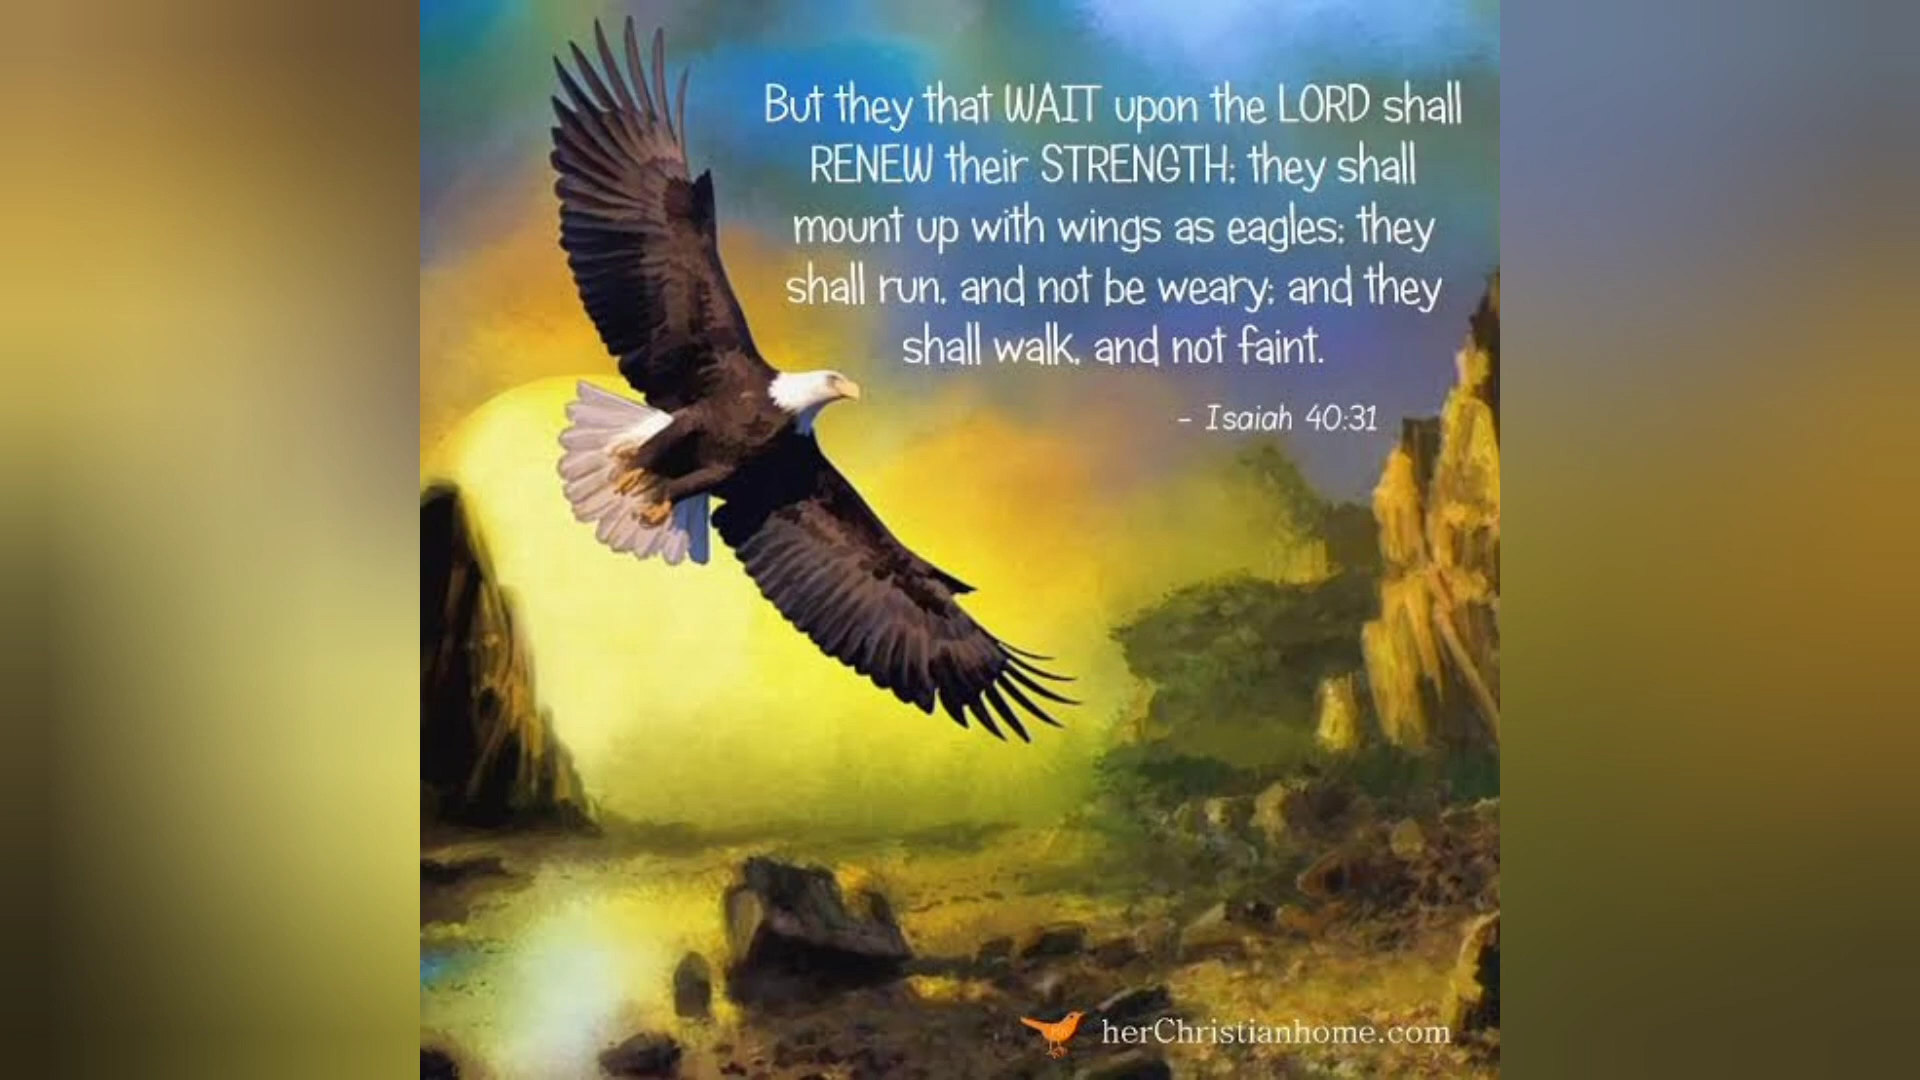 But they that WAIT upon the LORD shall
RENEW their STRENGTH; they shall
mount up with wings as eagles; they
shall run, and not be weary; and they
shall walk, and not faint.
- Isaiah 40:31
herChristianhome.com